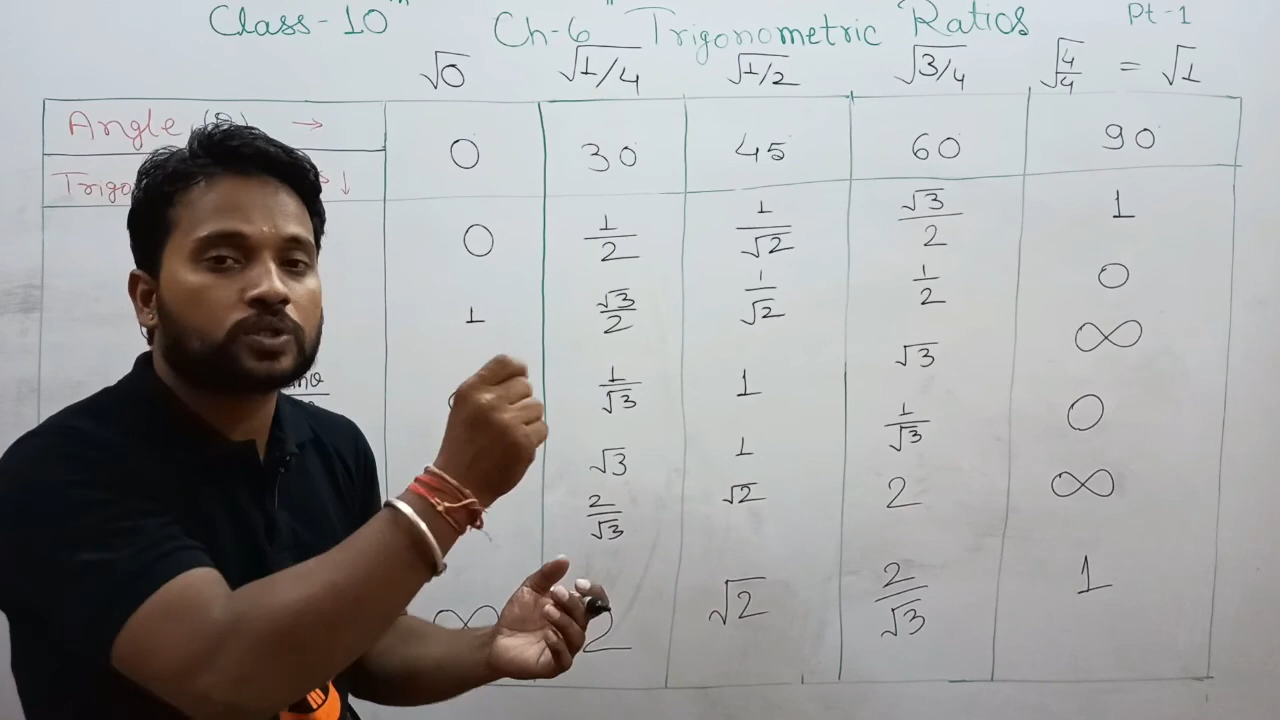 Class-10th Ch-6th Trigonometric Ratios Pt-1
√0 √1/4 √1/2 √3/4 √4/4 = √1
Angle (θ) → 0° 30° 45° 60° 90°
↓
0 1/2 1/√2 √3/2 1
1 √3/2 1/√2 1/2 0
1/√3 1 √3 ∞
√3 1 1/√3 0
2/√3 √2 2 ∞
∞ 2 √2 2/√3 1